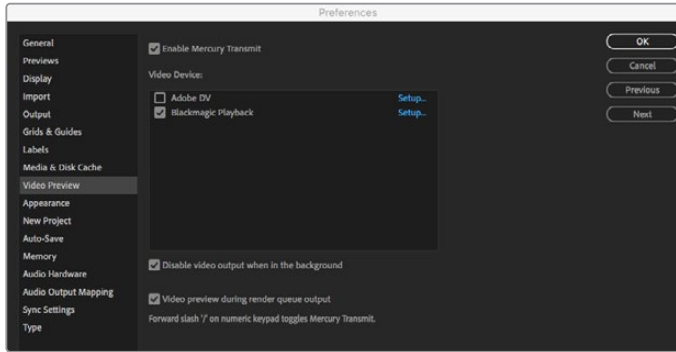 Preferences
General
Previews
Display
Import
Output
Grids & Guides
Labels
Media & Disk Cache
Video Preview
Appearance
New Project
Auto-Save
Memory
Audio Hardware
Audio Output Mapping
Sync Settings
Type
Enable Mercury Transmit
Video Device:
Adobe DV Setup...
Blackmagic Playback Setup...
Disable video output when in the background
Video preview during render queue output
Forward slash '/' on numeric keypad toggles Mercury Transmit.
OK
Cancel
Previous
Next